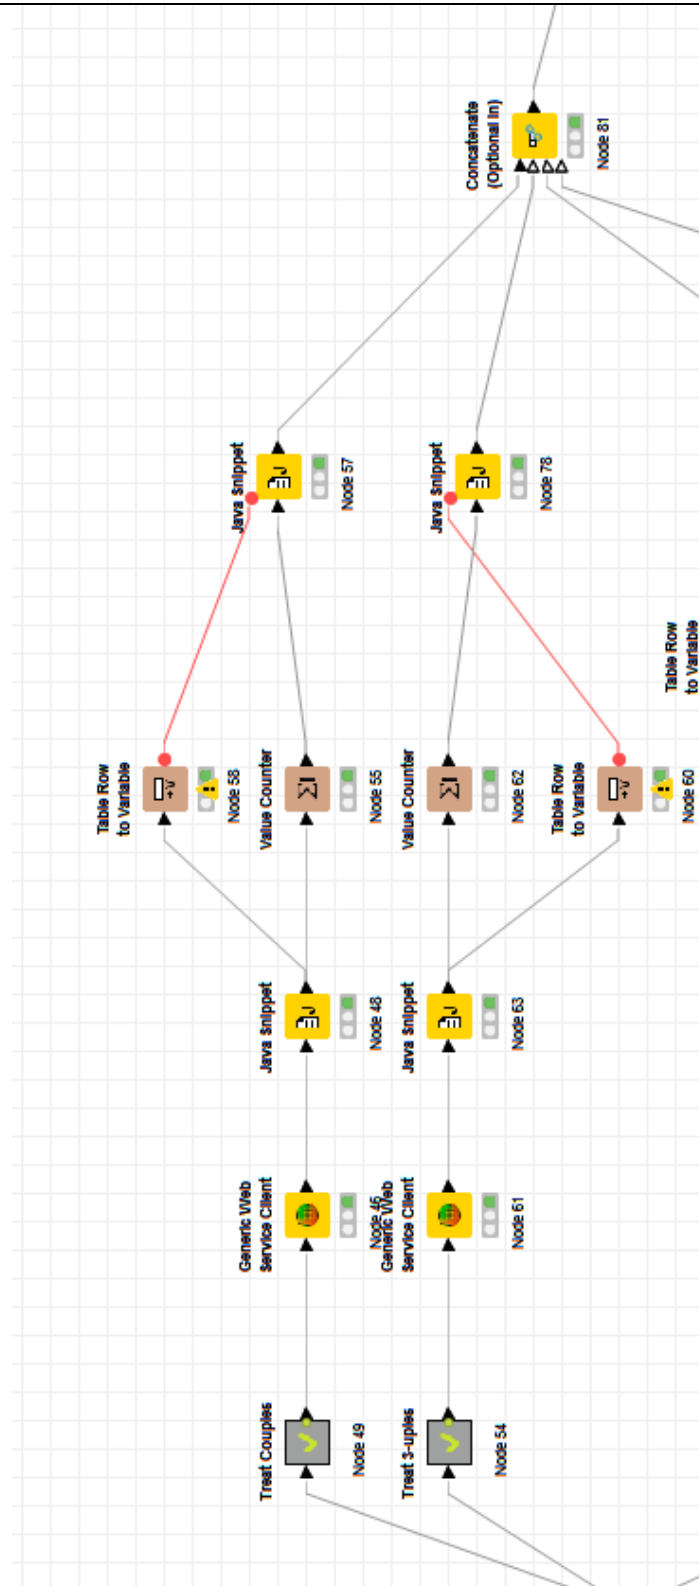 Concatenate
(Optional in)
Node 81
Java Snippet
Node 57
Java Snippet
Node 78
Table Row
to Variable
Node 58
Value Counter
Node 55
Value Counter
Node 62
Table Row
to Variable
Node 60
Table Row
to Variable
Java Snippet
Node 48
Java Snippet
Node 63
Generic Web
Service Client
Generic Web
Service Client
Node 61
Treat Couples
Node 49
Treat 3-uples
Node 54